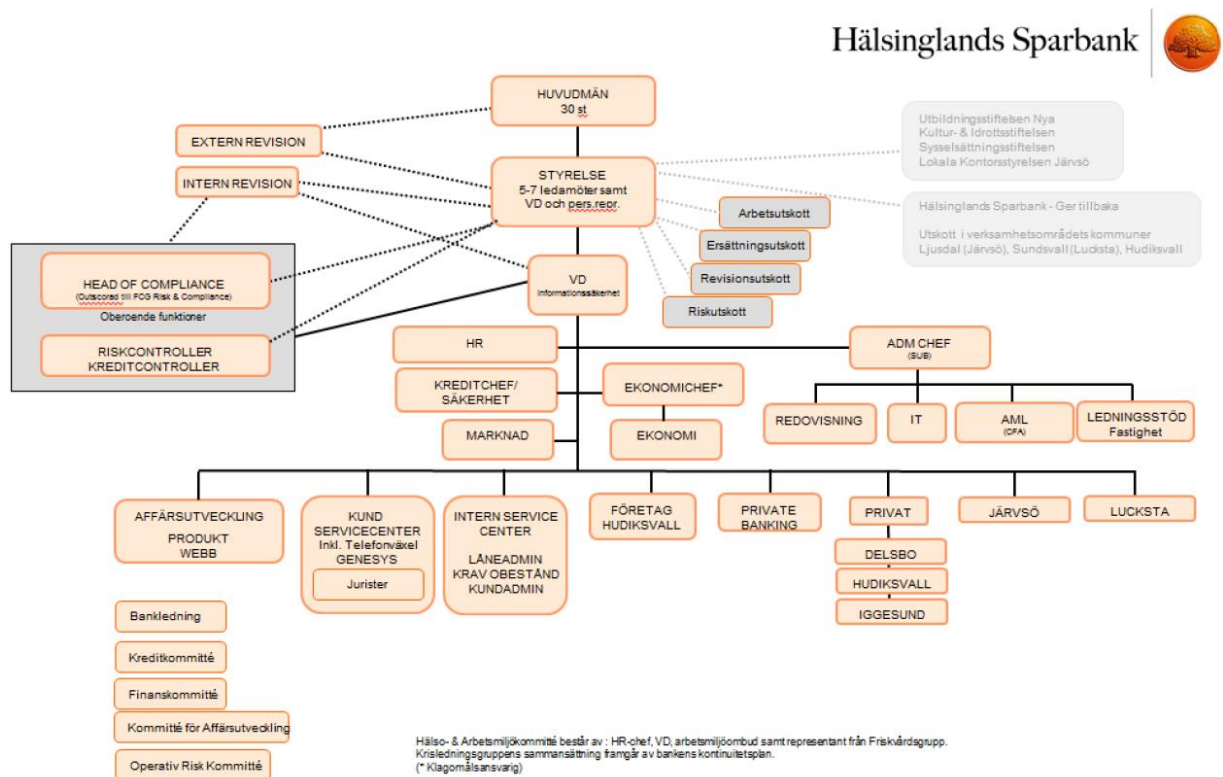 Hälsinglands Sparbank
HUVUDMÄN
30 st
EXTERN REVISION
INTERN REVISION
STYRELSE
5-7 ledamöter samt
VD och pers.repr.
Utbildningsstiftelsen Nya
Kultur- & Idrottsstiftelsen
Sysselsättningsstiftelsen
Lokala Kontorsstyrelsen Järvsö
Hälsinglands Sparbank - Ger tillbaka
Utskott i verksamhetsområdets kommuner
Ljusdal (Järvsö), Sundsvall (Lucksta), Hudiksvall
Arbetsutskott
Ersättningsutskott
Revisionsutskott
Riskutskott
HEAD OF COMPLIANCE
(Outscorad till FCG Risk & Compliance)
Oberoende funktioner
RISKCONTROLLER
KREDITCONTROLLER
VD
Informationssäkerhet
HR
ADM CHEF
(SUB)
KREDITCHEF/
SÄKERHET
EKONOMICHEF*
MARKNAD
EKONOMI
REDOVISNING
IT
AML
(CFA)
LEDNINGSSTÖD
Fastighet
AFFÄRSUTVECKLING
PRODUKT
WEBB
KUND
SERVICECENTER
Inkl. Telefonväxel
GENESYS
Jurister
INTERN SERVICE
CENTER
LÅNEADMIN
KRAV OBESTÅND
KUNDADMIN
FÖRETAG
HUDIKSVALL
PRIVATE
BANKING
PRIVAT
DELSBO
HUDIKSVALL
IGGESUND
JÄRVSÖ
LUCKSTA
Bankledning
Kreditkommitté
Finanskommitté
Kommitté för Affärsutveckling
Operativ Risk Kommitté
Hälso- & Arbetsmiljökommitté består av : HR-chef, VD, arbetsmiljöombud samt representant från Friskvårdsgrupp.
Krisledningsgruppens sammansättning framgår av bankens kontinuitetsplan.
(* Klagomålsansvarig)